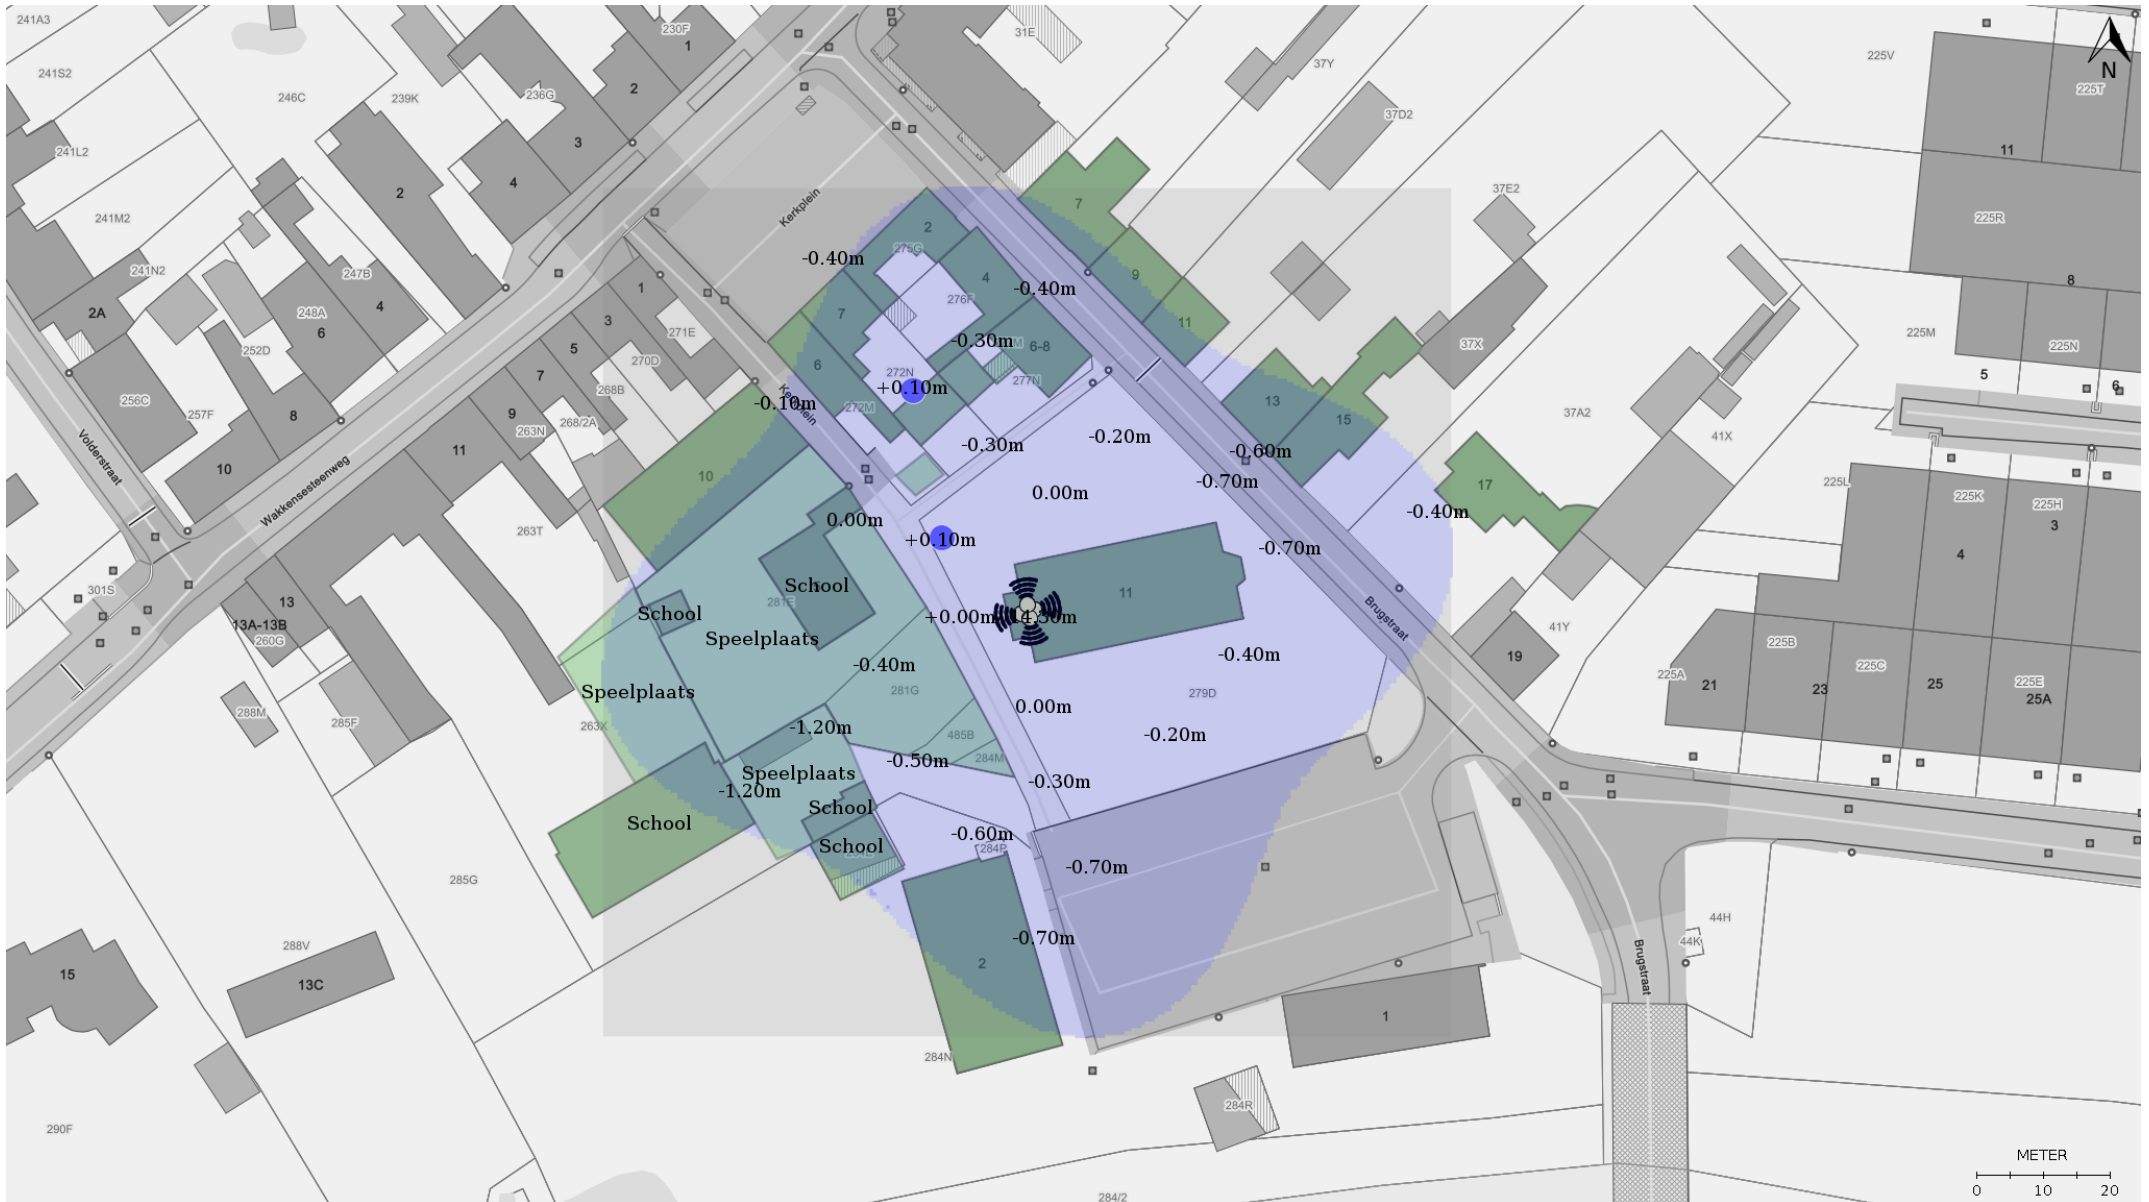 241A3
230F
1
31E
225V
N
241S2
246C
239K
236G
2
37Y
225T
3
37D2
241L2
2
4
11
37E2
241M2
7
225R
Kerkplein
2
275G
-0.40m
241N2
247B
9
8
4
-0.40m
1
276F
2A
248A
4
7
3
11
6
271E
225M
-0.30m
6-8
37X
225N
252D
5
270D
6
272N
277N
5
6
7
268B
+0.10m
256C
-0.10m
272M
13
257F
8
9
268/2A
Kerkplein
15
37A2
263N
-0.20m
41X
Volderstraat
11
-0.30m
-0.60m
10
10
-0.70m
17
225L
Wakkensesteenweg
0.00m
225K
225H
-0.40m
3
0.00m
263T
+0.10m
-0.70m
4
School
301S
281E
11
13
School
+0.00m
Brugstraat
13A-13B
41Y
260G
Speelplaats
-0.40m
225B
19
-0.40m
225C
225A
225E
Speelplaats
281G
279D
21
23
25
25A
288M
285F
263X
0.00m
-1.20m
485B
-0.20m
-0.50m
284M
Speelplaats
-0.30m
-1.20m
School
School
-0.60m
School
284P
-0.70m
285G
44H
-0.70m
288V
44K
2
15
13C
Brugstraat
1
284N
284R
290F
METER
284/2
0 10 20